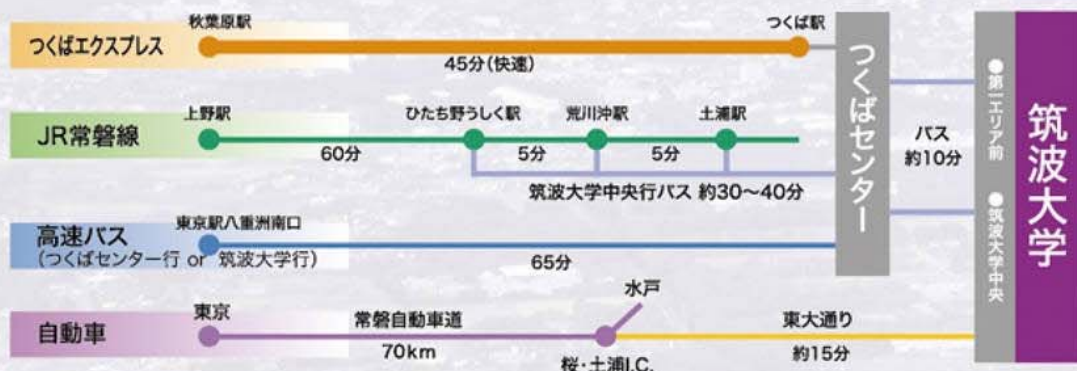 秋葉原駅
つくば駅
つくばエクスプレス
45分(快速)
上野駅
ひたち野うしく駅
荒川沖駅
土浦駅
JR常磐線
60分
5分
5分
筑波大学中央行バス 約30～40分
東京駅八重洲南口
高速バス
(つくばセンター行 or 筑波大学行)
65分
つくばセンター
バス
約10分
●第一エリア前
●筑波大学中央
筑波大学
水戸
東京
常磐自動車道
東大通り
自動車
70km
約15分
桜・土浦I.C.